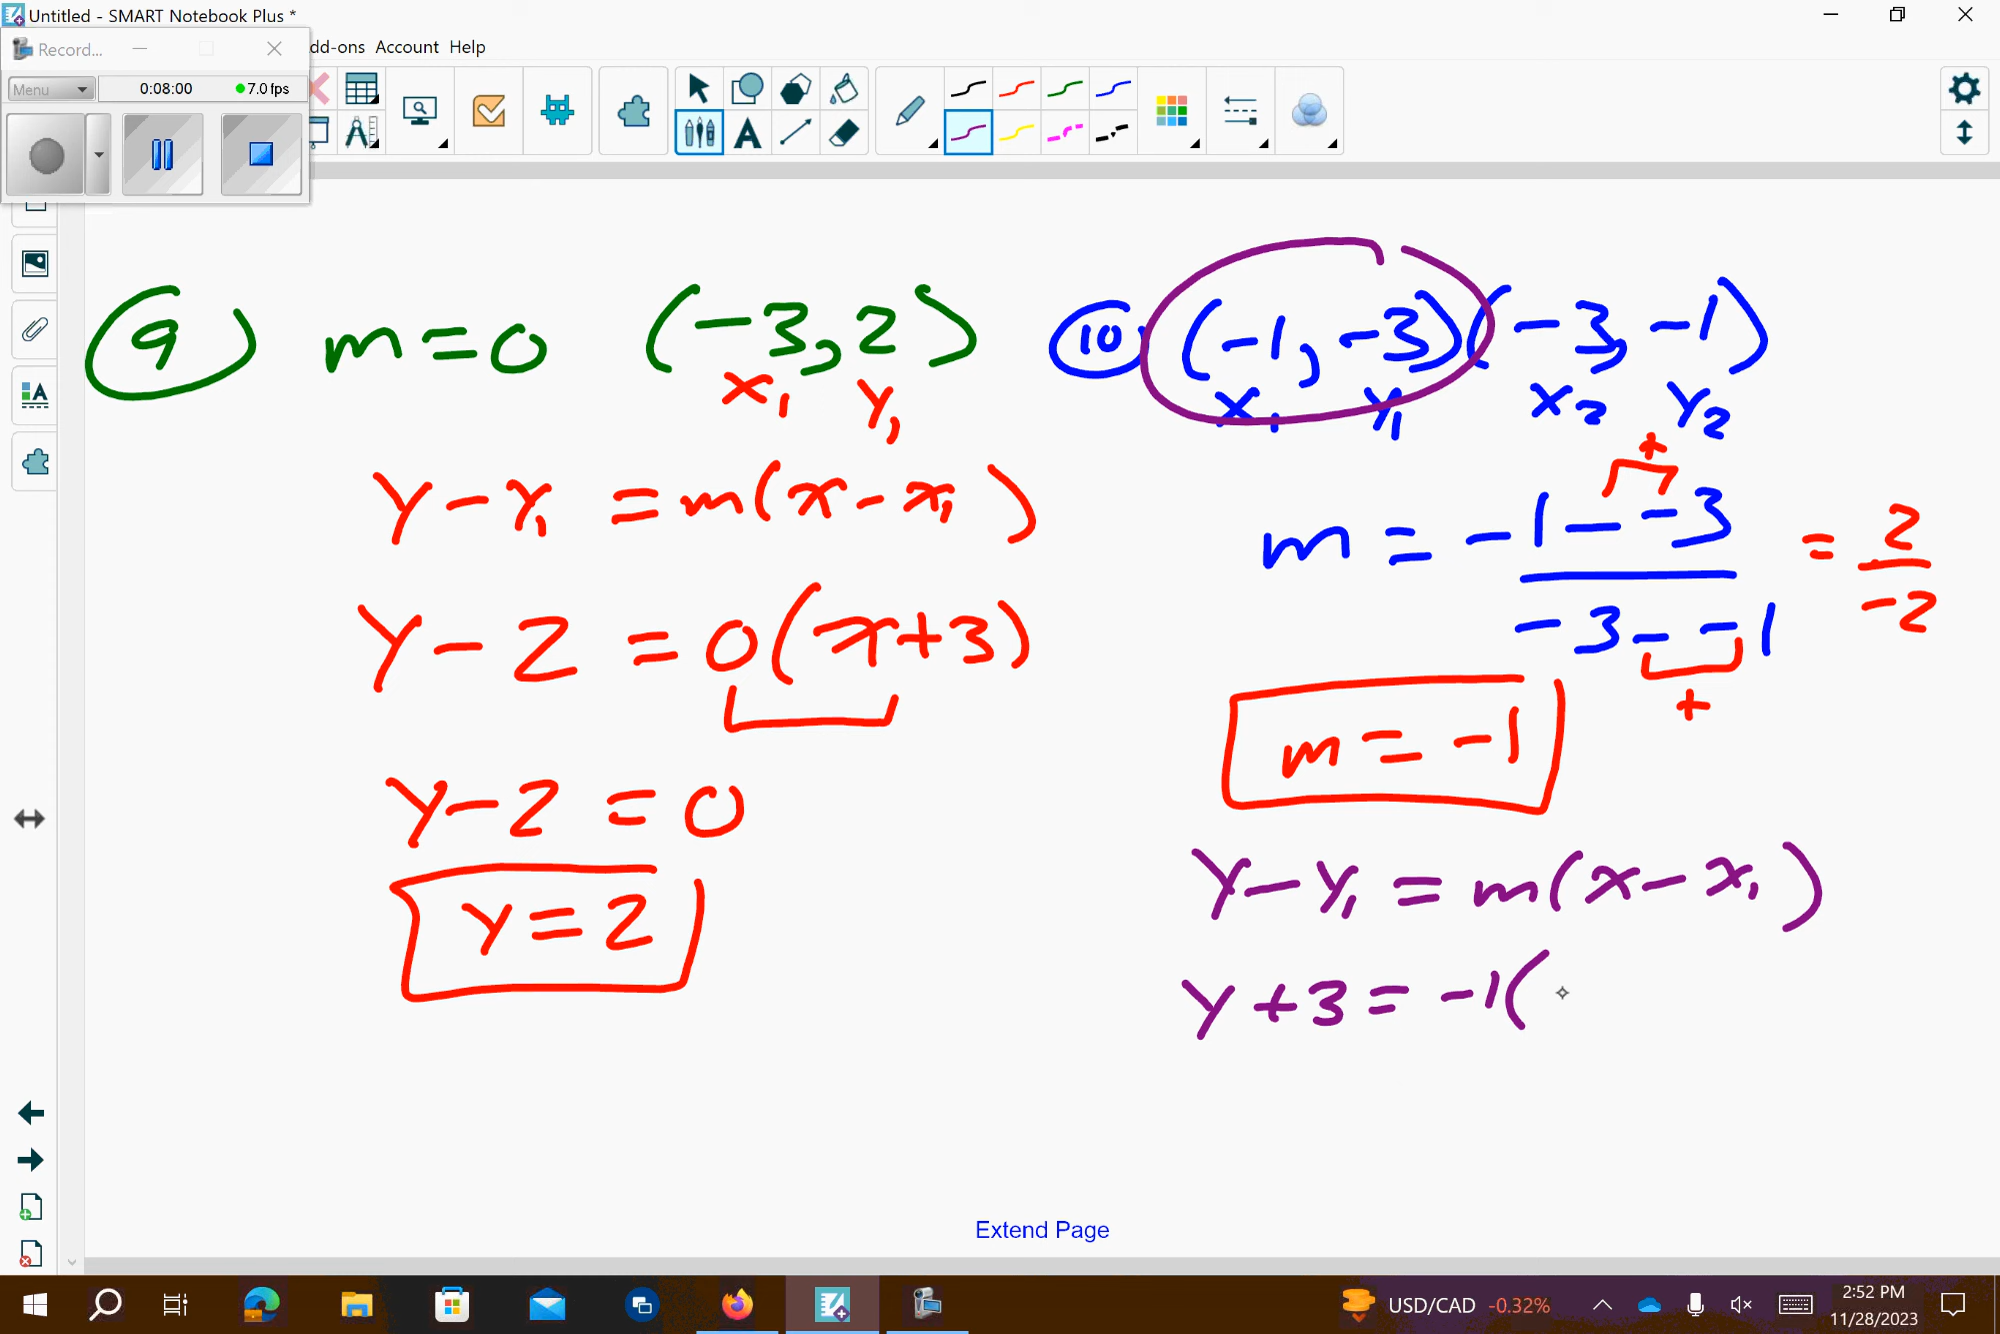 Untitled - SMART Notebook Plus *
Record...
dd-ons Account Help
Menu 0:08:00 7.0 fps
A
A
9 m = 0 (-3, 2)
x₁ y₁
y - y₁ = m(x - x₁)
y - 2 = 0(x+3)
y - 2 = 0
y = 2
10 (-1, -3) (-3, -1)
x₁ y₁ x₂ y₂
+
m = -1 - -3 = 2
-3 - -1 -2
+
m = -1
y - y₁ = m(x - x₁)
y + 3 = -1(
Extend Page
USD/CAD -0.32%
2:52 PM
11/28/2023